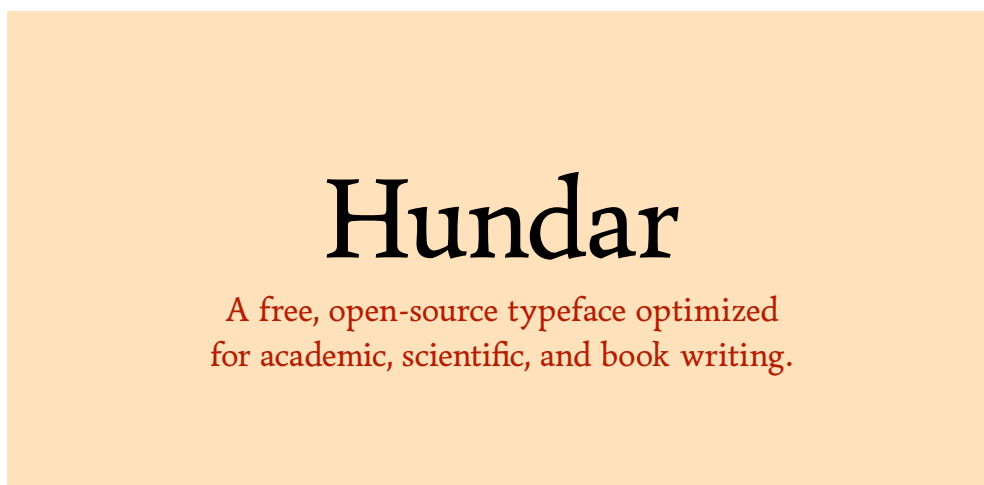 Hundar
A free, open-source typeface optimized
for academic, scientific, and book writing.